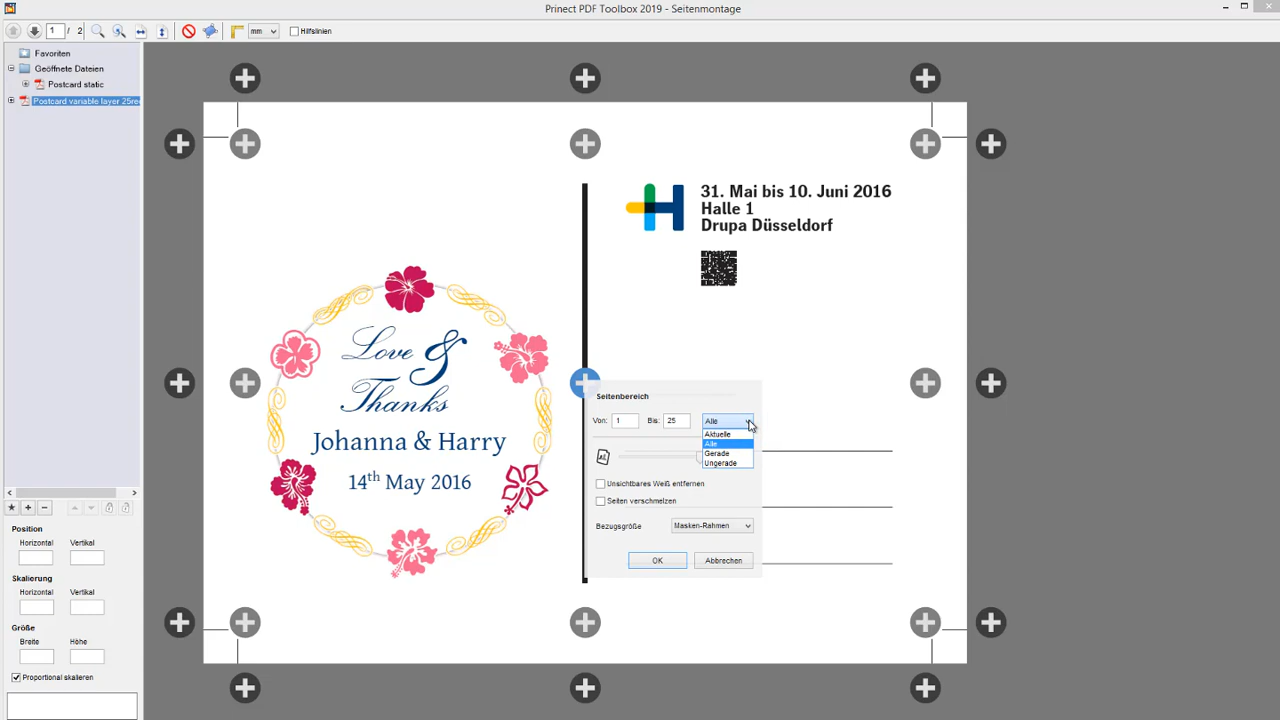 Prinect PDF Toolbox 2019 - Seitenmontage
1 / 2
mm
Hilfslinien
Favoriten
Geöffnete Dateien
Postcard static
Postcard variable layer 25re
31. Mai bis 10. Juni 2016
Halle 1
Drupa Düsseldorf
Love &
Thanks
Johanna & Harry
14th May 2016
Seitenbereich
Von: 1 Bis: 25 Alle
Aktuelle
Alle
Gerade
Ungerade
Unsichtbares Weiß entfernen
Seiten verschmelzen
Bezugsgröße Masken-Rahmen
OK Abbrechen
Position
Horizontal Vertikal
Skalierung
Horizontal Vertikal
Größe
Breite Höhe
Proportional skalieren